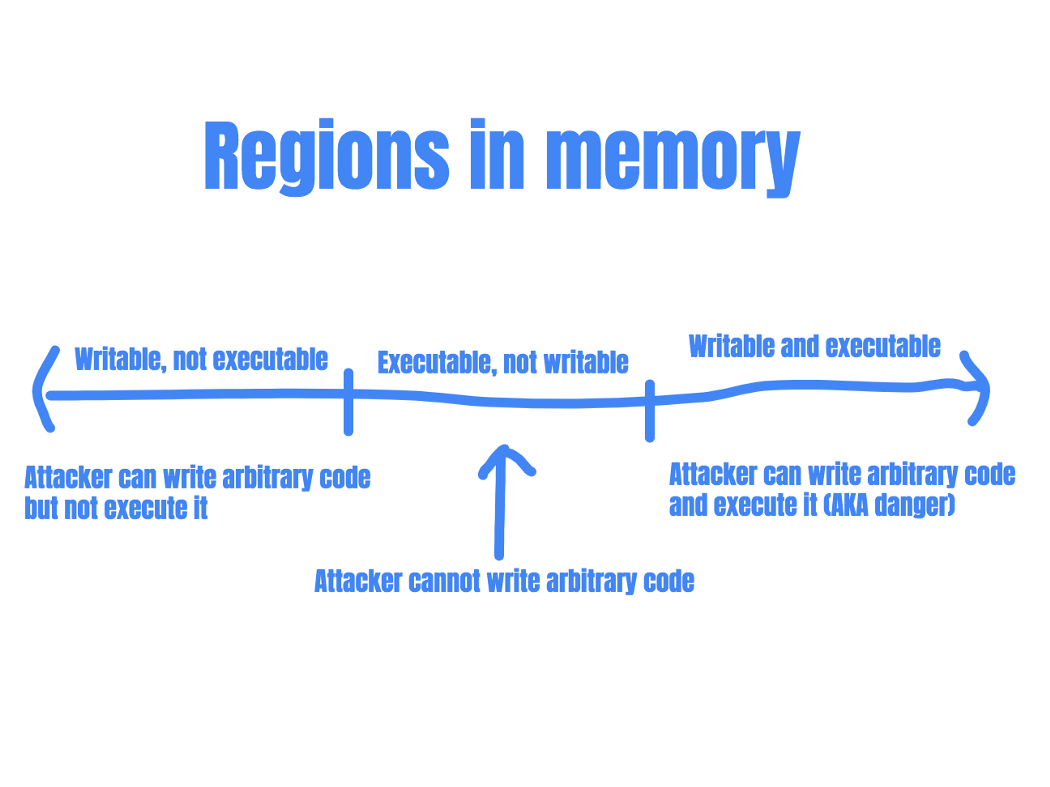 Regions in memory
Writable, not executable
Executable, not writable
Writable and executable
Attacker can write arbitrary code
but not execute it
Attacker can write arbitrary code
and execute it (AKA danger)
Attacker cannot write arbitrary code